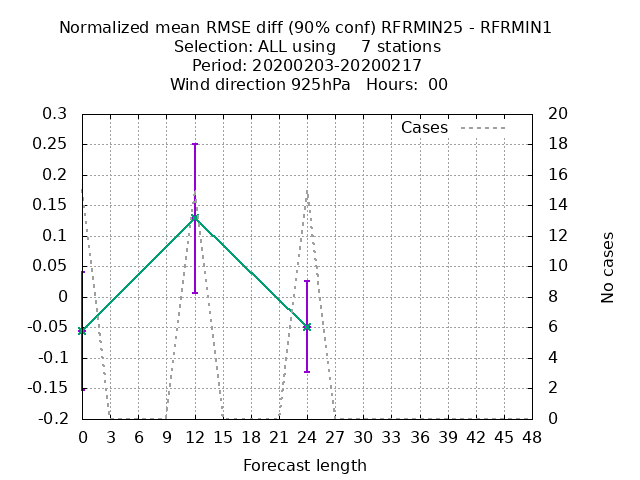 Normalized mean RMSE diff (90% conf) RFRMIN25 - RFRMIN1
Selection: ALL using     7 stations
Period: 20200203-20200217
Wind direction 925hPa   Hours:  00
Cases
0.3
0.25
0.2
0.15
0.1
0.05
0
-0.05
-0.1
-0.15
-0.2
20
18
16
14
12
10
8
6
4
2
0
No cases
0 3 6 9 12 15 18 21 24 27 30 33 36 39 42 45 48
Forecast length